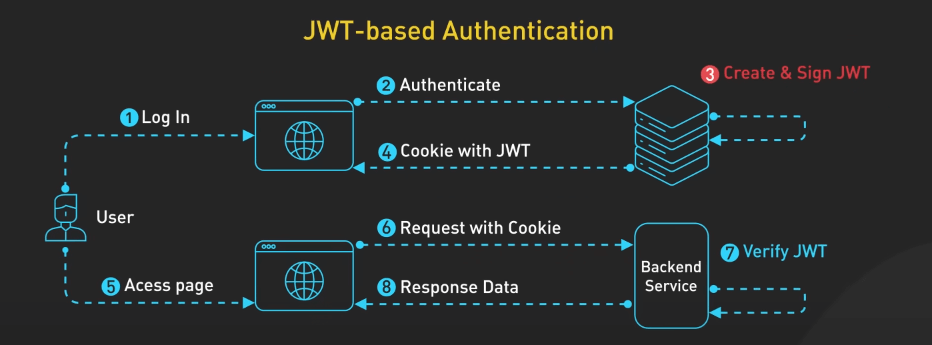 JWT-based Authentication
3 Create & Sign JWT
2 Authenticate
1 Log In
4 Cookie with JWT
User
6 Request with Cookie
7 Verify JWT
Backend
Service
5 Acess page
8 Response Data